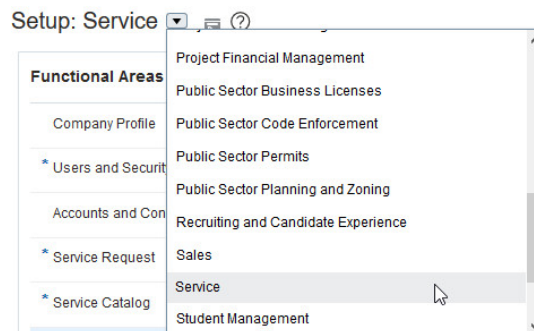 Setup: Service
Functional Areas
Company Profile
* Users and Securit
Accounts and Con
* Service Request
* Service Catalog
Project Financial Management
Public Sector Business Licenses
Public Sector Code Enforcement
Public Sector Permits
Public Sector Planning and Zoning
Recruiting and Candidate Experience
Sales
Service
Student Management